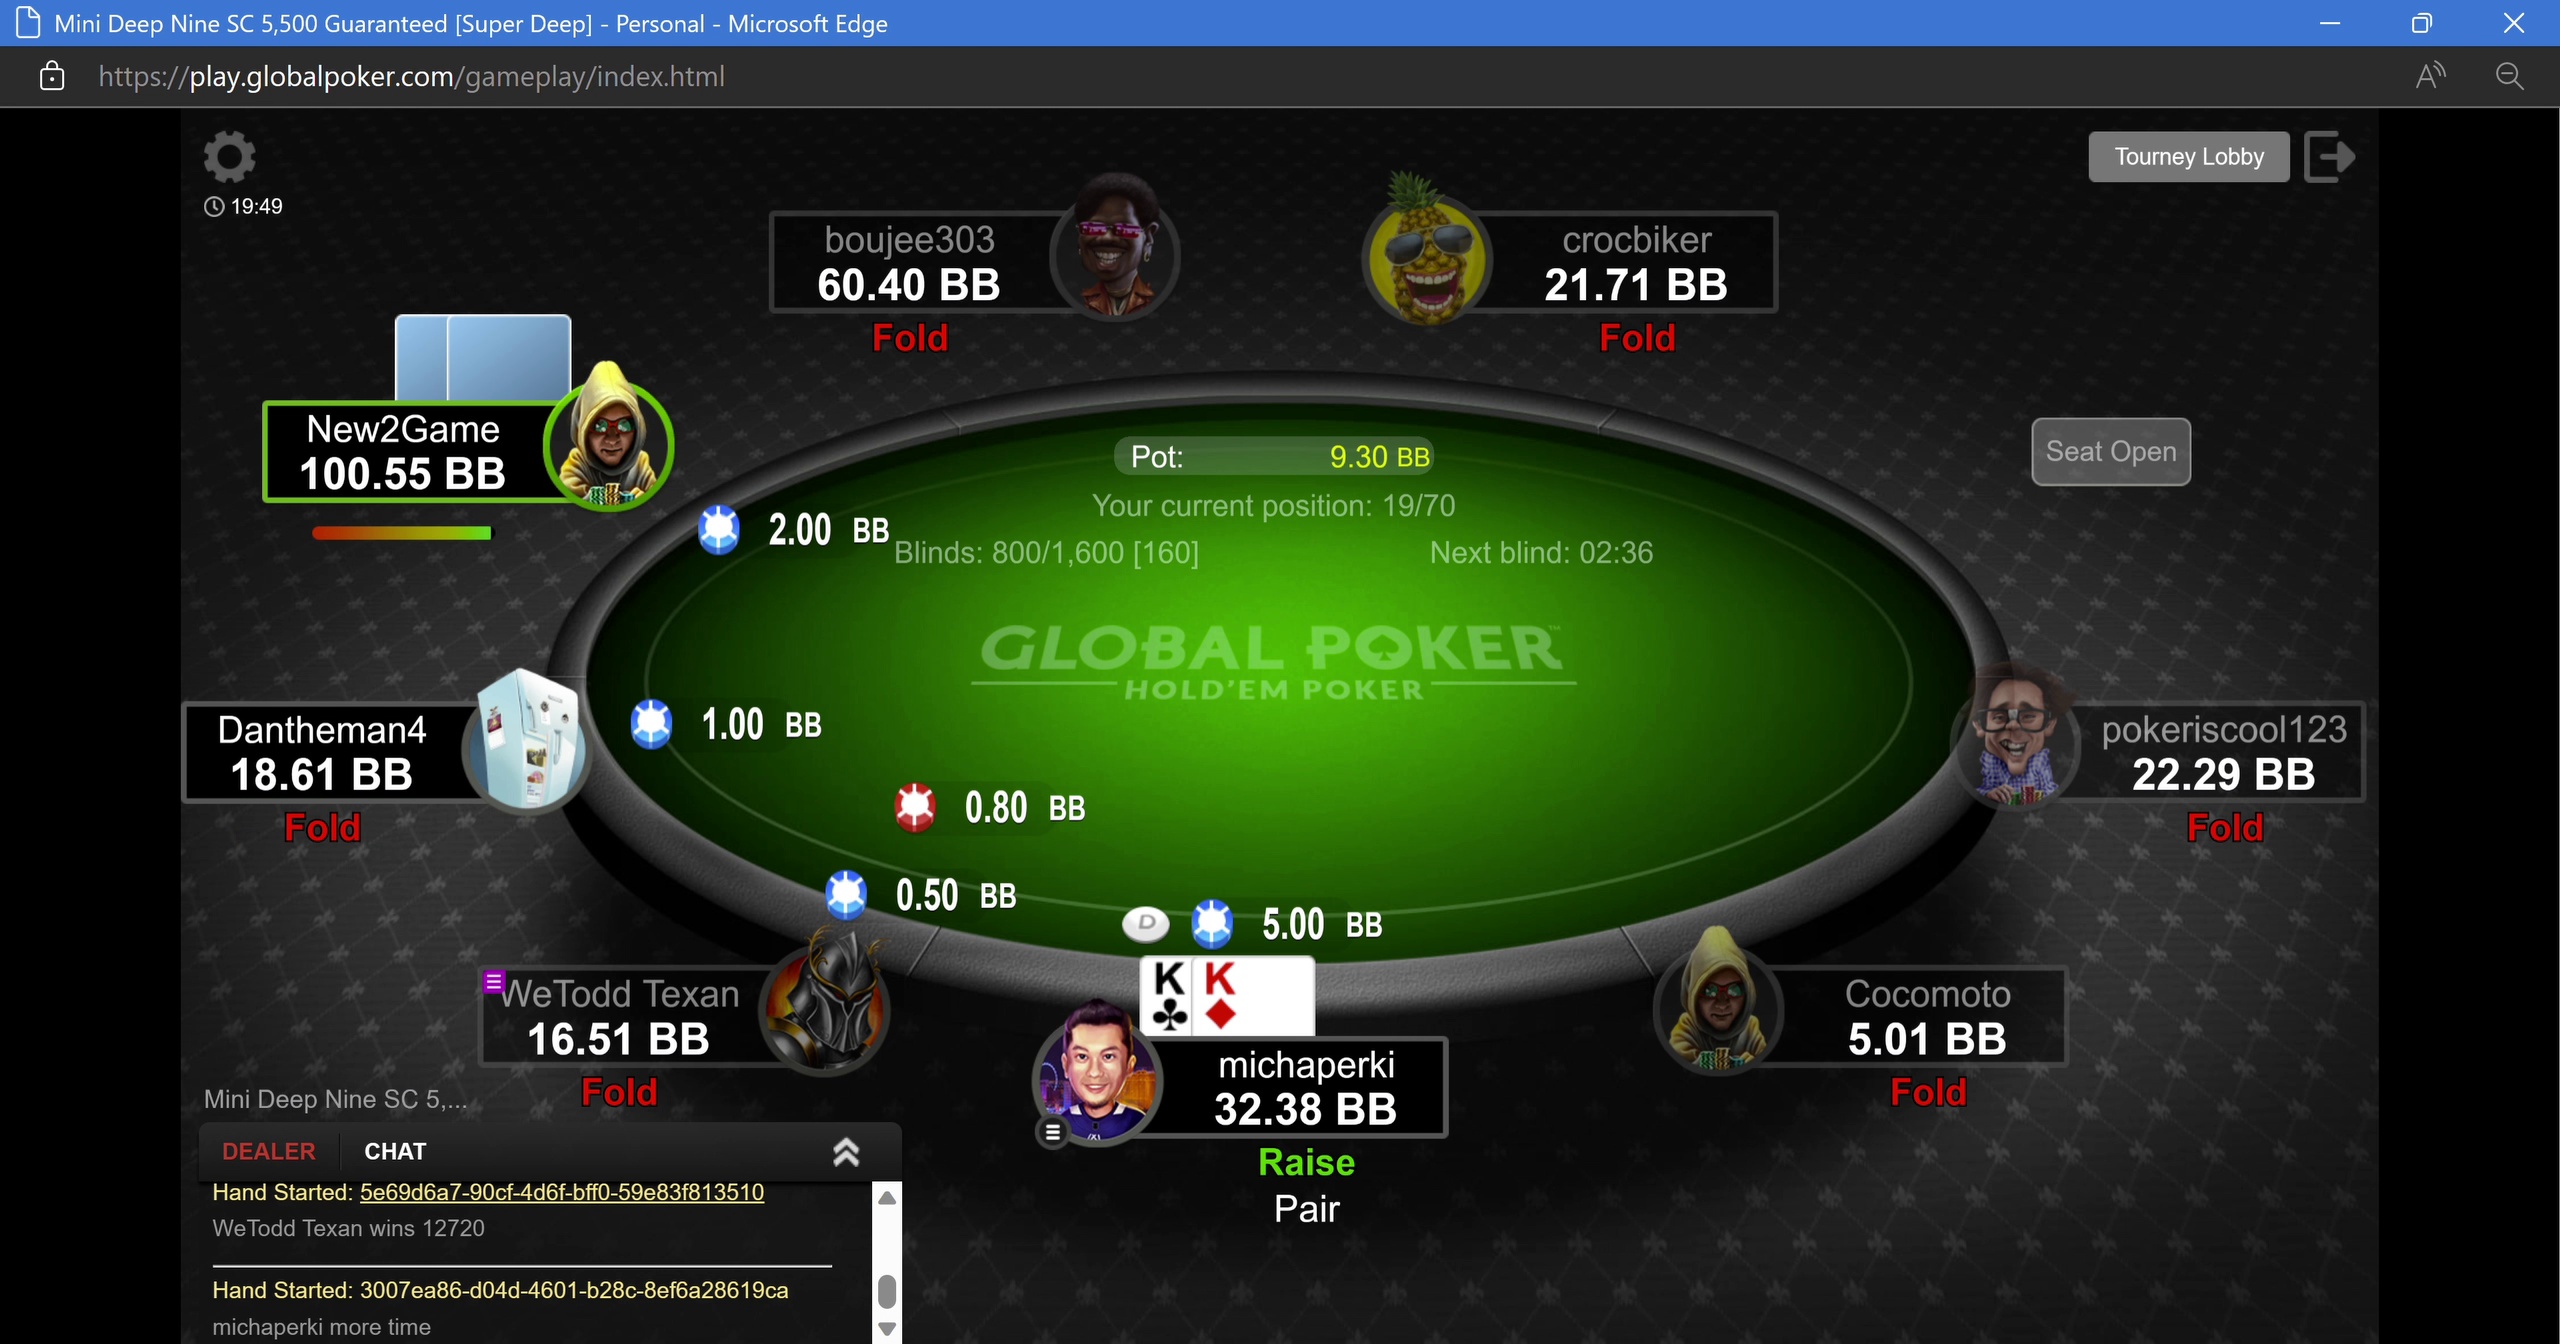 Mini Deep Nine SC 5,500 Guaranteed [Super Deep] - Personal - Microsoft Edge
https://play.globalpoker.com/gameplay/index.html
Tourney Lobby
19:49
boujee303
60.40 BB
Fold
crocbiker
21.71 BB
Fold
New2Game
100.55 BB
Pot: 9.30 BB
Seat Open
Your current position: 19/70
2.00 BB
Blinds: 800/1,600 [160]
Next blind: 02:36
GLOBAL POKER™
HOLD'EM POKER
Dantheman4
18.61 BB
Fold
1.00 BB
pokeriscool123
22.29 BB
Fold
0.80 BB
0.50 BB
D
5.00 BB
K K
WeTodd Texan
16.51 BB
Fold
michaperki
32.38 BB
Raise
Pair
Cocomoto
5.01 BB
Fold
Mini Deep Nine SC 5,...
DEALER CHAT
Hand Started: 5e69d6a7-90cf-4d6f-bff0-59e83f813510
WeTodd Texan wins 12720
Hand Started: 3007ea86-d04d-4601-b28c-8ef6a28619ca
michaperki more time